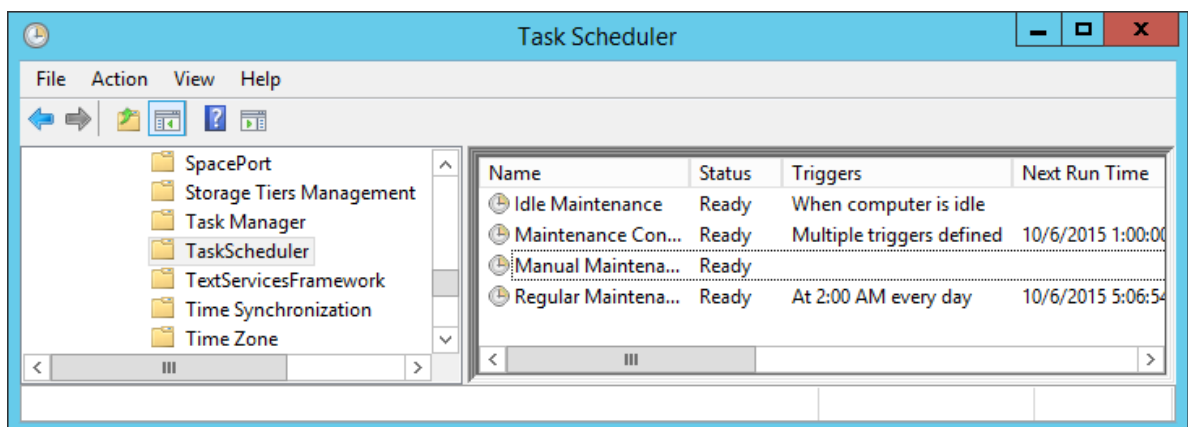 Task Scheduler
File Action View Help
SpacePort
Storage Tiers Management
Task Manager
TaskScheduler
TextServicesFramework
Time Synchronization
Time Zone
Name Status Triggers Next Run Time
Idle Maintenance Ready When computer is idle
Maintenance Con... Ready Multiple triggers defined 10/6/2015 1:00:00
Manual Maintena... Ready
Regular Maintena... Ready At 2:00 AM every day 10/6/2015 5:06:54